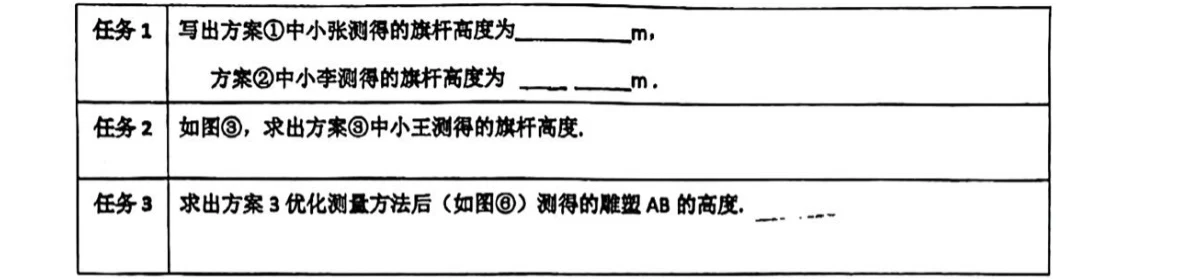 任务 1 写出方案①中小张测得的旗杆高度为__________m,
方案②中小李测得的旗杆高度为 ____ _____m .
任务 2 如图③, 求出方案③中小王测得的旗杆高度.
任务 3 求出方案 3 优化测量方法后（如图⑥）测得的雕塑 AB 的高度.